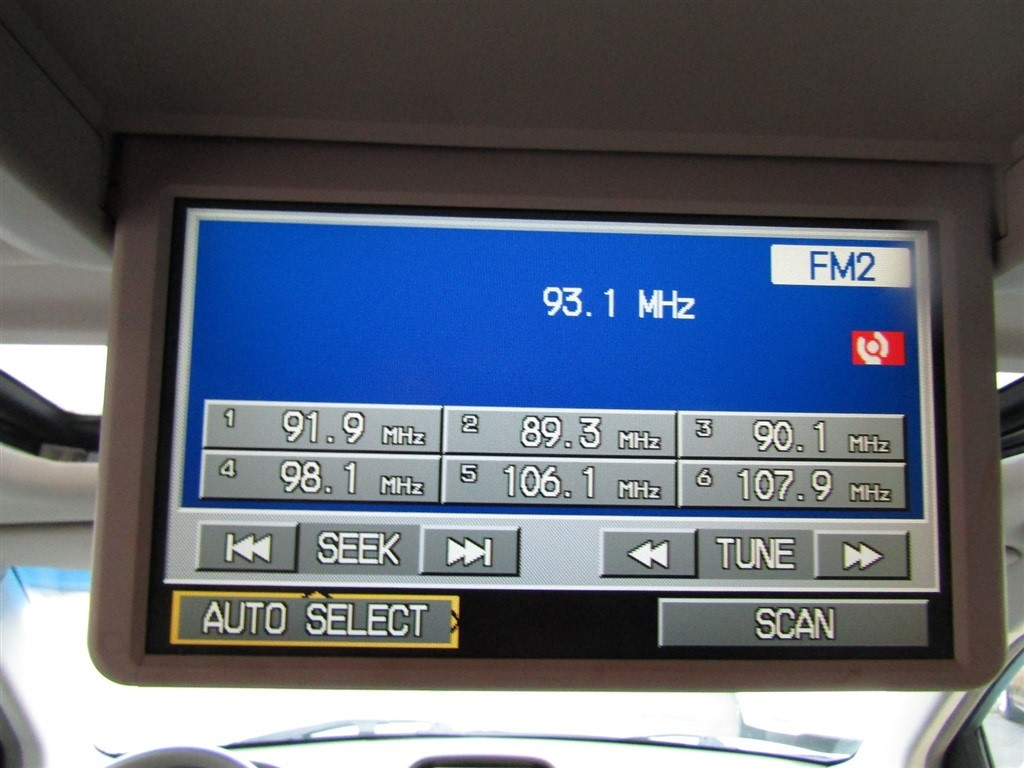 FM2
93.1 MHz
1 91.9 MHz 2 89.3 MHz 3 90.1 MHz
4 98.1 MHz 5 106.1 MHz 6 107.9 MHz
SEEK TUNE
AUTO SELECT SCAN